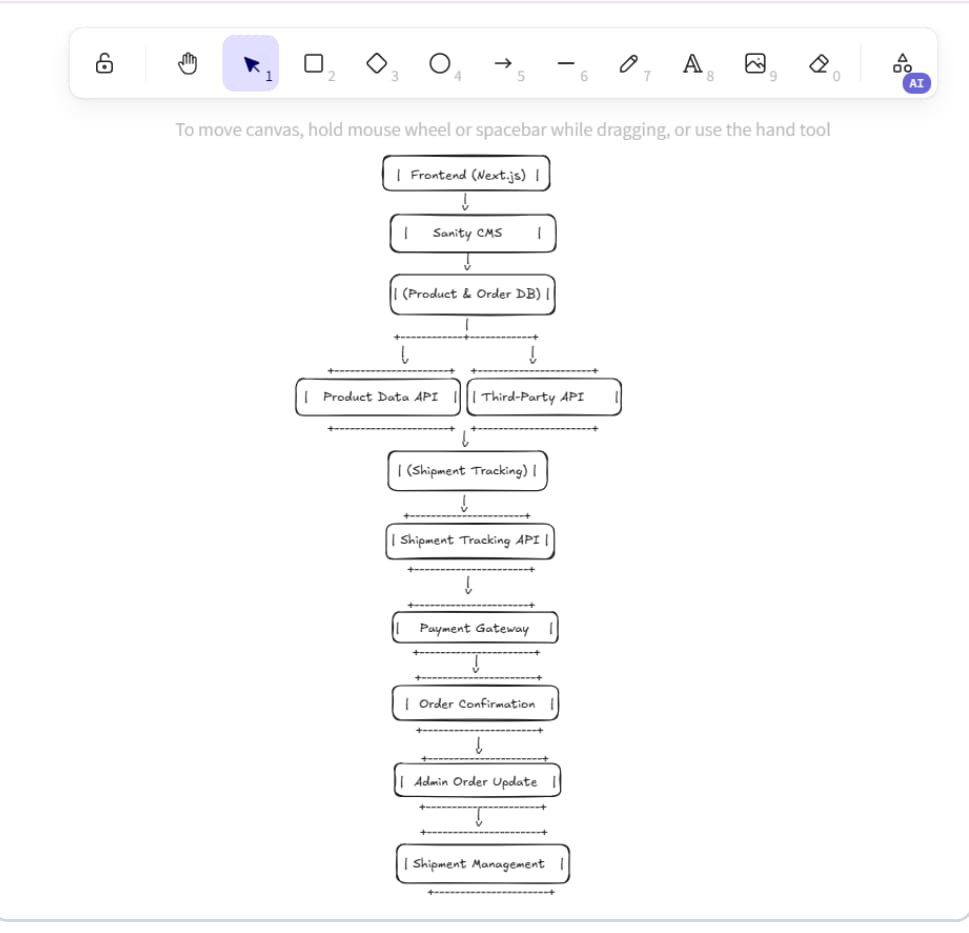 1
2
3
4
5
6
7
A 8
9
0
AI
To move canvas, hold mouse wheel or spacebar while dragging, or use the hand tool
| Frontend (Next.js) |
| Sanity CMS |
| (Product & Order DB) |
|
+-----------+-----------+
+--------------------+ +--------------------+
| Product Data API | | Third-Party API |
+--------------------+ +--------------------+
| (Shipment Tracking) |
+--------------------+
| Shipment Tracking API |
+--------------------+
+--------------------+
| Payment Gateway |
+--------------------+
+--------------------+
| Order Confirmation |
+--------------------+
+--------------------+
| Admin Order Update |
+--------------------+
+--------------------+
| Shipment Management |
+--------------------+